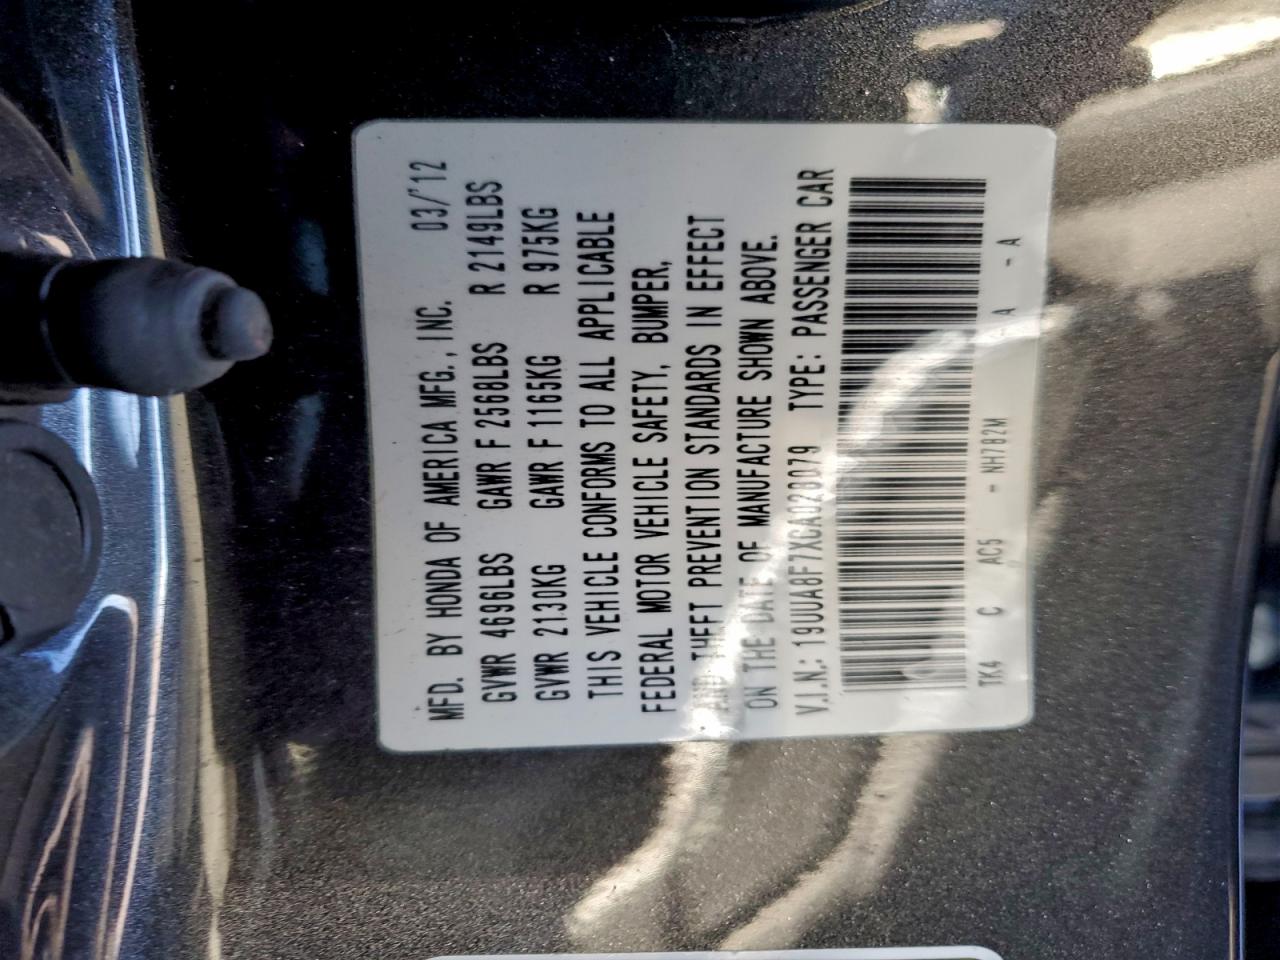 MFD. BY HONDA OF AMERICA MFG., INC. 03/'12
GVWR 4696LBS GAWR F 2568LBS R 2149LBS
GVWR 2130KG GAWR F 1165KG R 975KG
THIS VEHICLE CONFORMS TO ALL APPLICABLE
FEDERAL MOTOR VEHICLE SAFETY, BUMPER,
AND THEFT PREVENTION STANDARDS IN EFFECT
ON THE DATE OF MANUFACTURE SHOWN ABOVE.
V.I.N.: 19UUA8F7XCA028079 TYPE: PASSENGER CAR
TK4 C AC5 - NH782M - A - A